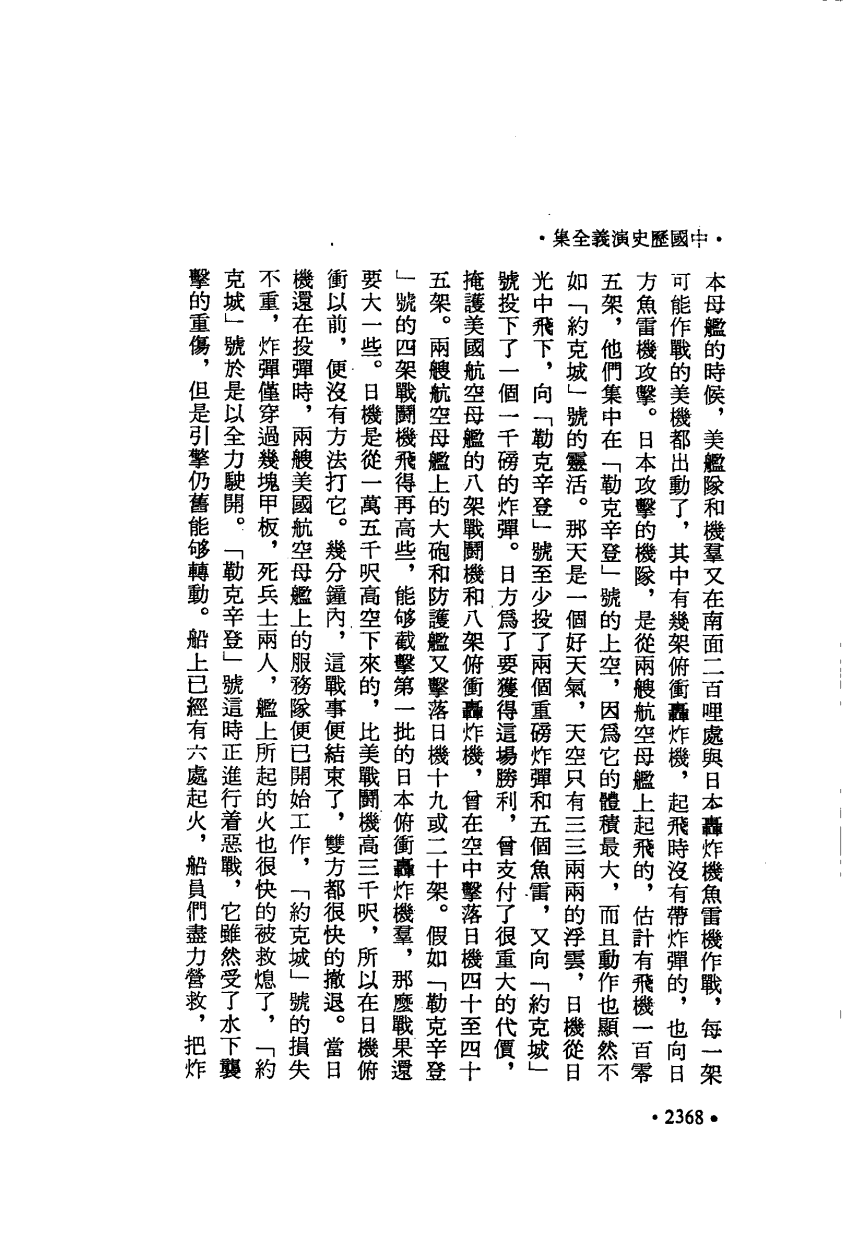 ·中國歷史演義全集·
本母艦的時候，美艦隊和機羣又在南面二百哩處與日本轟炸機魚雷機作戰，每一架
可能作戰的美機都出動了，其中有幾架俯衝轟炸機，起飛時沒有帶炸彈的，也向日
方魚雷機攻擊。日本攻擊的機隊，是從兩艘航空母艦上起飛的，估計有飛機一百零
五架，他們集中在「勒克辛登」號的上空，因爲它的體積最大，而且動作也顯然不
如「約克城」號的靈活。那天是一個好天氣，天空只有三三兩兩的浮雲，日機從日
光中飛下，向「勒克辛登」號至少投了兩個重磅炸彈和五個魚雷，又向「約克城」
號投下了一個一千磅的炸彈。日方爲了要獲得這場勝利，曾支付了很重大的代價，
掩護美國航空母艦的八架戰鬭機和八架俯衝轟炸機，曾在空中擊落日機四十至四十
五架。兩艘航空母艦上的大砲和防護艦又擊落日機十九或二十架。假如「勒克辛登
」號的四架戰鬭機飛得再高些，能够截擊第一批的日本俯衝轟炸機羣，那麼戰果還
要大一些。日機是從一萬五千呎高空下來的，比美戰鬭機高三千呎，所以在日機俯
衝以前，便沒有方法打它。幾分鐘內，這戰事便結束了，雙方都很快的撤退。當日
機還在投彈時，兩艘美國航空母艦上的服務隊便已開始工作，「約克城」號的損失
不重，炸彈僅穿過幾塊甲板，死兵士兩人，艦上所起的火也很快的被救熄了，「約
克城」號於是以全力駛開。「勒克辛登」號這時正進行着惡戰，它雖然受了水下襲
擊的重傷，但是引擎仍舊能够轉動。船上已經有六處起火，船員們盡力營救，把炸
·2368·